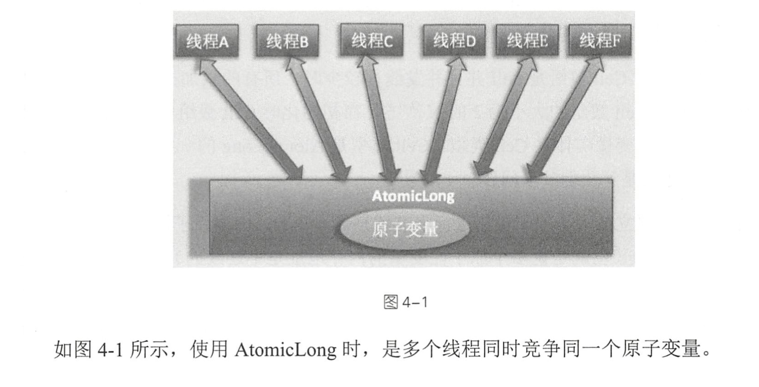 线程A 线程B 线程C 线程D 线程E 线程F
AtomicLong
原子变量
图4-1
如图 4-1 所示，使用 AtomicLong 时，是多个线程同时竞争同一个原子变量。